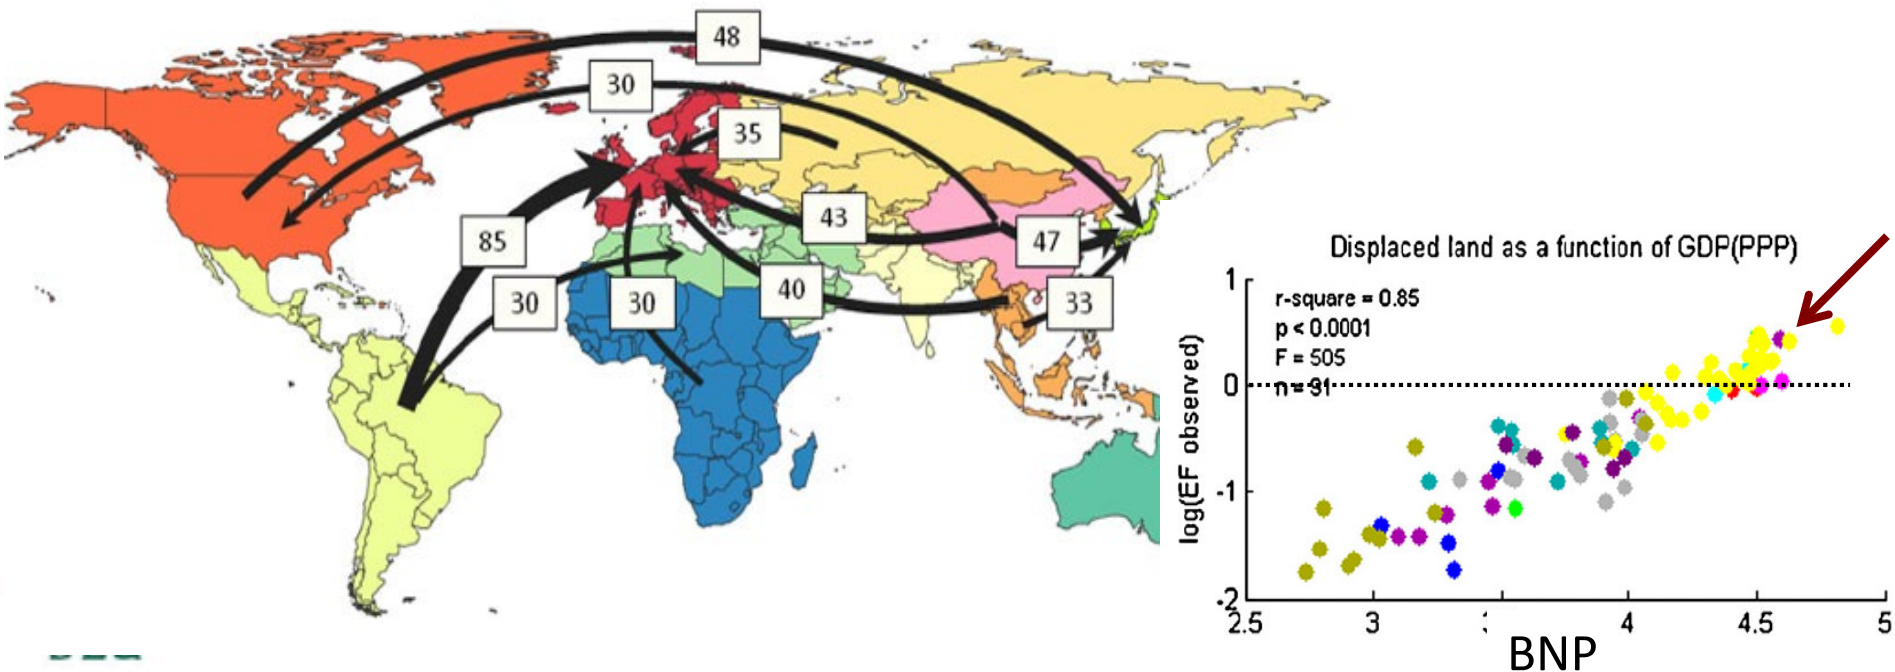 48
30
35
43
47
85
30
30
40
33
Displaced land as a function of GDP(PPP)
r-square = 0.85
p < 0.0001
F = 505
n = 91
log(EF observed)
1
0
-1
-2
2.5 3 4 4.5 5
BNP